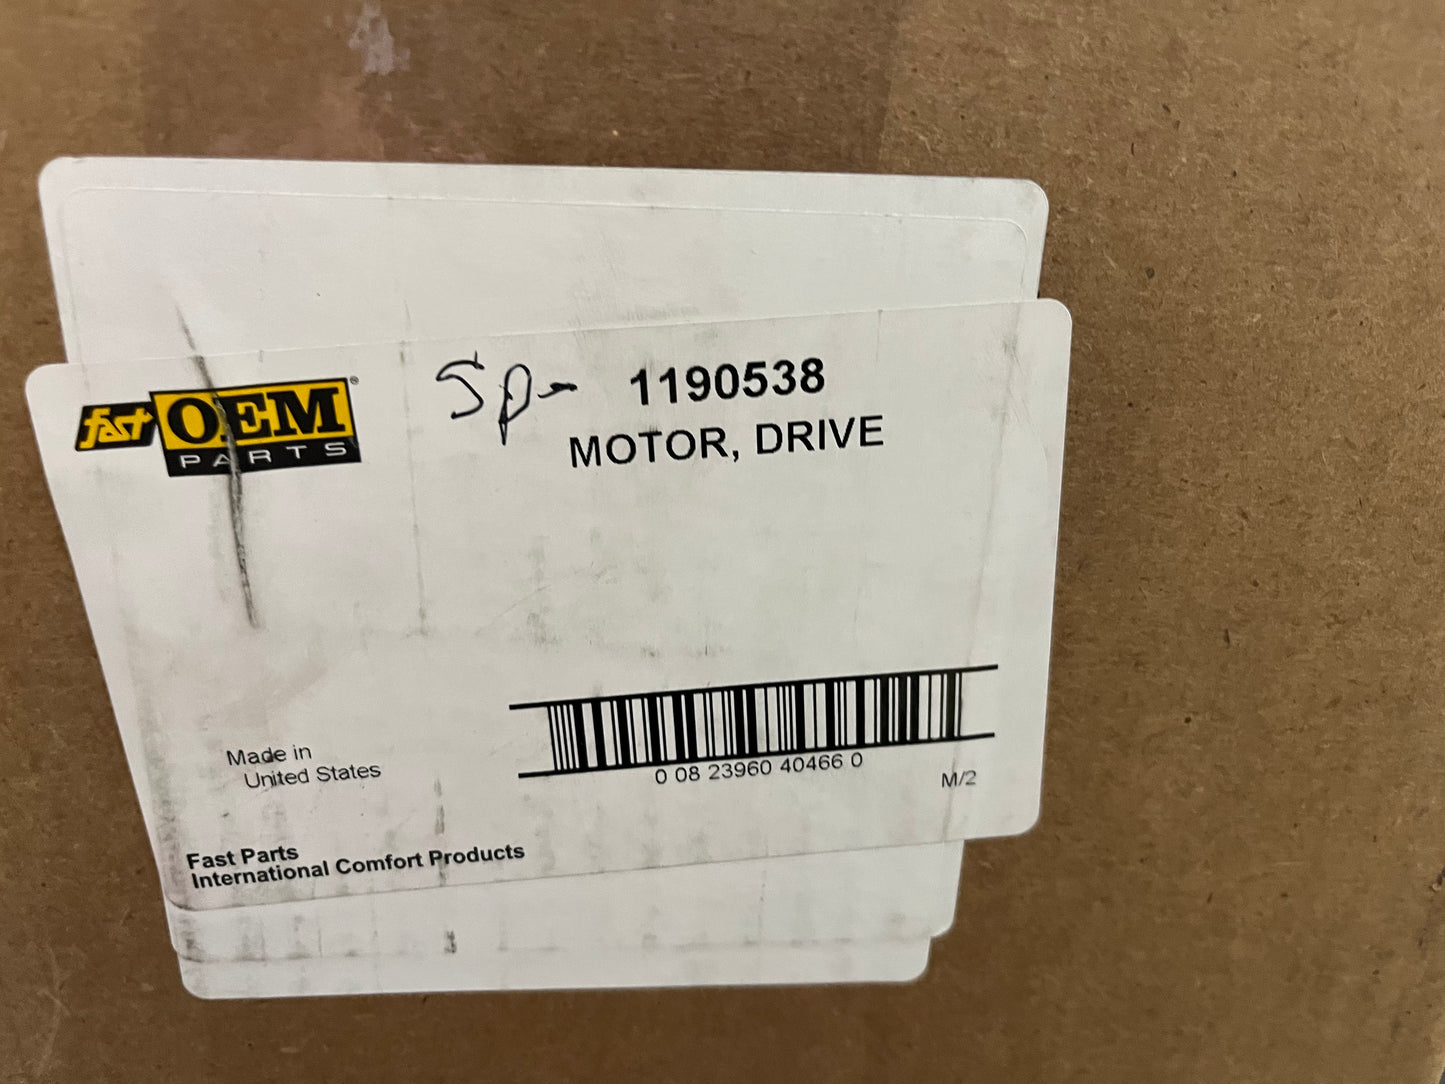 fast OEM PARTS®
Sp- 1190538
MOTOR, DRIVE
Made in
United States
0 08 23960 40466 0
M/2
Fast Parts
International Comfort Products